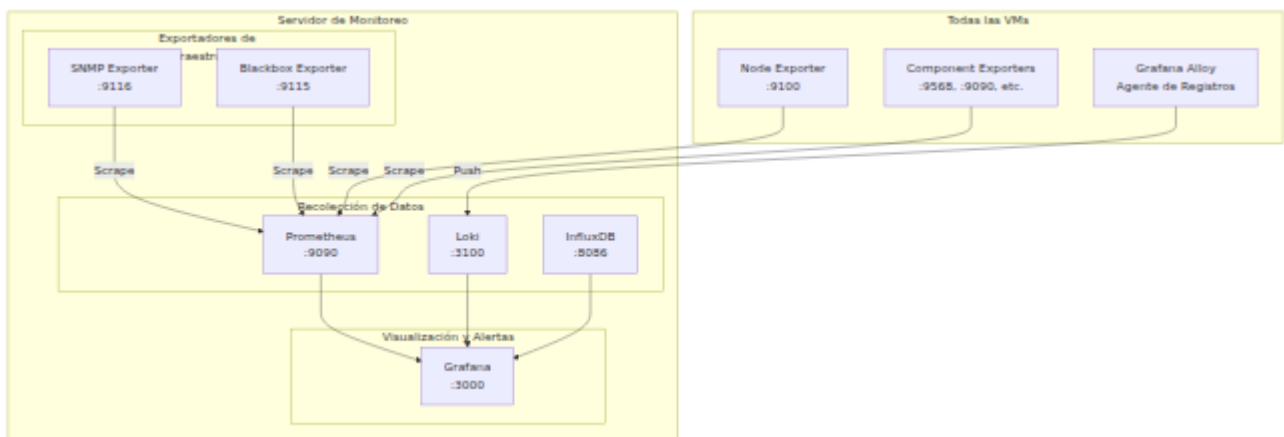 Servidor de Monitoreo
Exportadores de
raestru
SNMP Exporter
:9116
Blackbox Exporter
:9115
Todas las VMs
Node Exporter
:9100
Component Exporters
:9568, :9090, etc.
Grafana Alloy
Agente de Registros
Scrape
Scrape
Scrape
Scrape
Push
Recolección de Datos
Prometheus
:9090
Loki
:3100
InfluxDB
:8086
Visualización y Alertas
Grafana
:3000